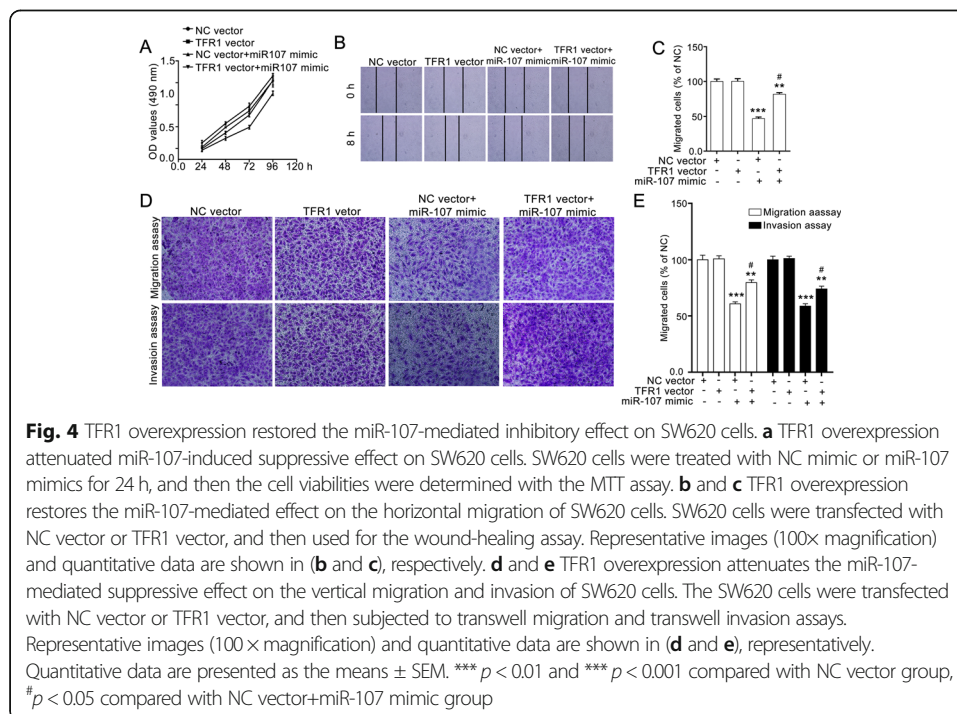 A
NC vector
TFR1 vector
NC vector+miR107 mimic
TFR1 vector+miR107 mimic
OD values (490 nm)
1.5
1.0
0.5
0.0
0.0 24 48 72 96 120 h
B
NC vector TFR1 vector NC vector+ miR-107 mimic TFR1 vector+ miR-107 mimic
0 h
8 h
C
Migrated cells (% of NC)
150
100
50
0.0
***
#
**
NC vector + - + -
TFR1 vector - + - +
miR-107 mimic - - + +
D
NC vector TFR1 vetor NC vector+ miR-107 mimic TFR1 vector+ miR-107 mimic
Migration assasy
Invasioin assasy
E
Migration aassay
Invasion assay
Migrated cells (% of NC)
150
100
50
0.0
***
#
**
***
#
**
NC vector + - + - + - + -
TFR1 vector - + - + - + - +
miR-107 mimic - - + + - - + +
Fig. 4 TFR1 overexpression restored the miR-107-mediated inhibitory effect on SW620 cells. a TFR1 overexpression
attenuated miR-107-induced suppressive effect on SW620 cells. SW620 cells were treated with NC mimic or miR-107
mimics for 24 h, and then the cell viabilities were determined with the MTT assay. b and c TFR1 overexpression
restores the miR-107-mediated effect on the horizontal migration of SW620 cells. SW620 cells were transfected with
NC vector or TFR1 vector, and then used for the wound-healing assay. Representative images (100× magnification)
and quantitative data are shown in (b and c), respectively. d and e TFR1 overexpression attenuates the miR-107-
mediated suppressive effect on the vertical migration and invasion of SW620 cells. The SW620 cells were transfected
with NC vector or TFR1 vector, and then subjected to transwell migration and transwell invasion assays.
Representative images (100 × magnification) and quantitative data are shown in (d and e), representatively.
Quantitative data are presented as the means ± SEM. *** p < 0.01 and *** p < 0.001 compared with NC vector group,
#p < 0.05 compared with NC vector+miR-107 mimic group